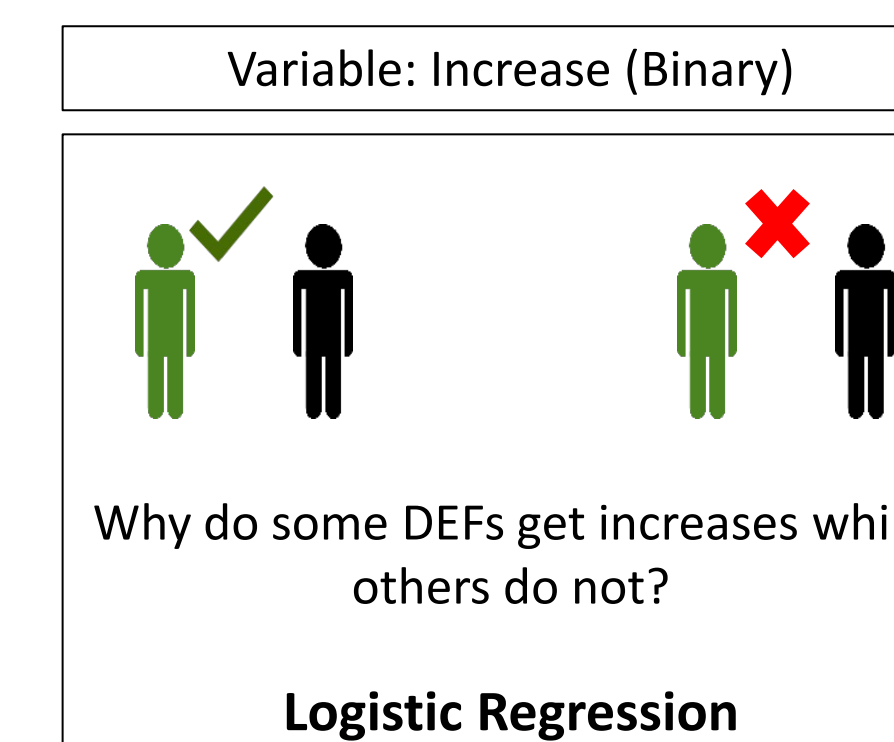 Variable: Increase (Binary)
Why do some DEFs get increases whi
others do not?
Logistic Regression